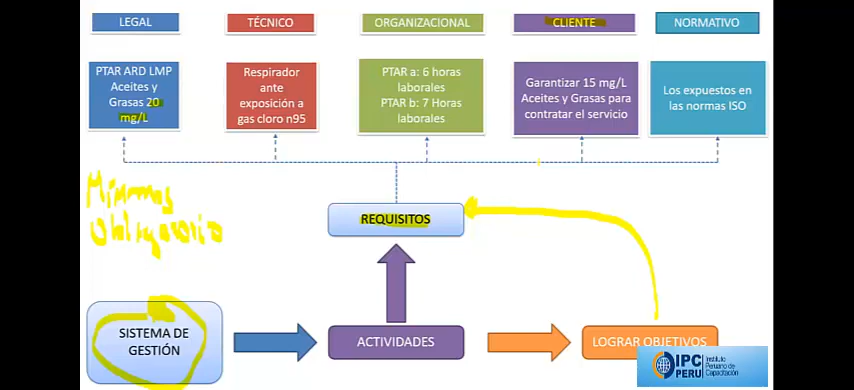 LEGAL
TÉCNICO
ORGANIZACIONAL
CLIENTE
NORMATIVO
PTAR ARD LMP
Aceites y
Grasas 20
mg/L
Respirador
ante
exposición a
gas cloro n95
PTAR a: 6 horas
laborales
PTAR b: 7 Horas
laborales
Garantizar 15 mg/L
Aceites y Grasas para
contratar el servicio
Los expuestos en
las normas ISO
REQUISITOS
SISTEMA DE
GESTIÓN
ACTIVIDADES
LOGRAR OBJETIVOS
IPC
PERU
Instituto
Peruano de
Capacitación